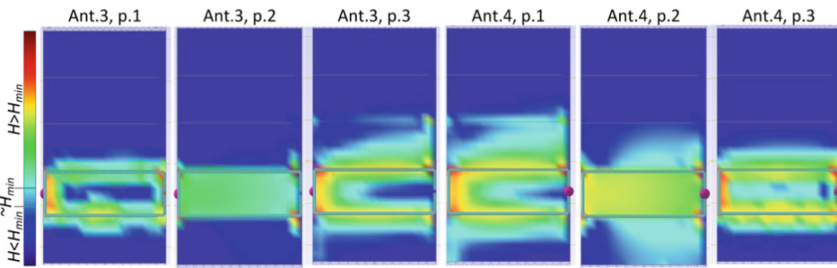 Ant.3, p.1 Ant.3, p.2 Ant.3, p.3 Ant.4, p.1 Ant.4, p.2 Ant.4, p.3
H>Hmin
~Hmin
H<Hmin